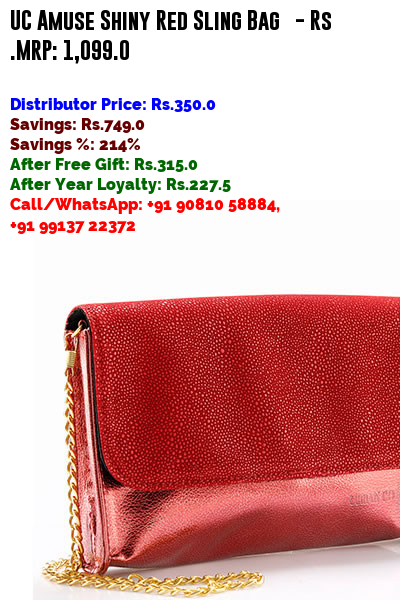 UC Amuse Shiny Red Sling Bag - Rs
.MRP: 1,099.0
Distributor Price: Rs.350.0
Savings: Rs.749.0
Savings %: 214%
After Free Gift: Rs.315.0
After Year Loyalty: Rs.227.5
Call/WhatsApp: +91 90810 58884,
+91 99137 22372